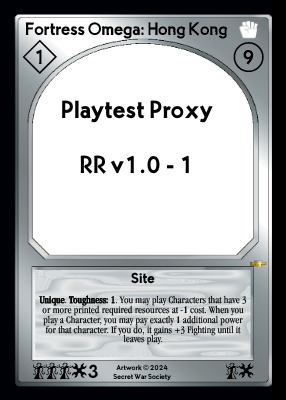 Fortress Omega: Hong Kong
1
9
Playtest Proxy
RR v1.0 - 1
Site
Unique. Toughness: 1. You may play Characters that have 3
or more printed required resources at -1 cost. When you
play a Character, you may pay exactly 1 additional power
for that character. If you do, it gains +3 Fighting until it
leaves play.
3
Artwork © 2024
Secret War Society